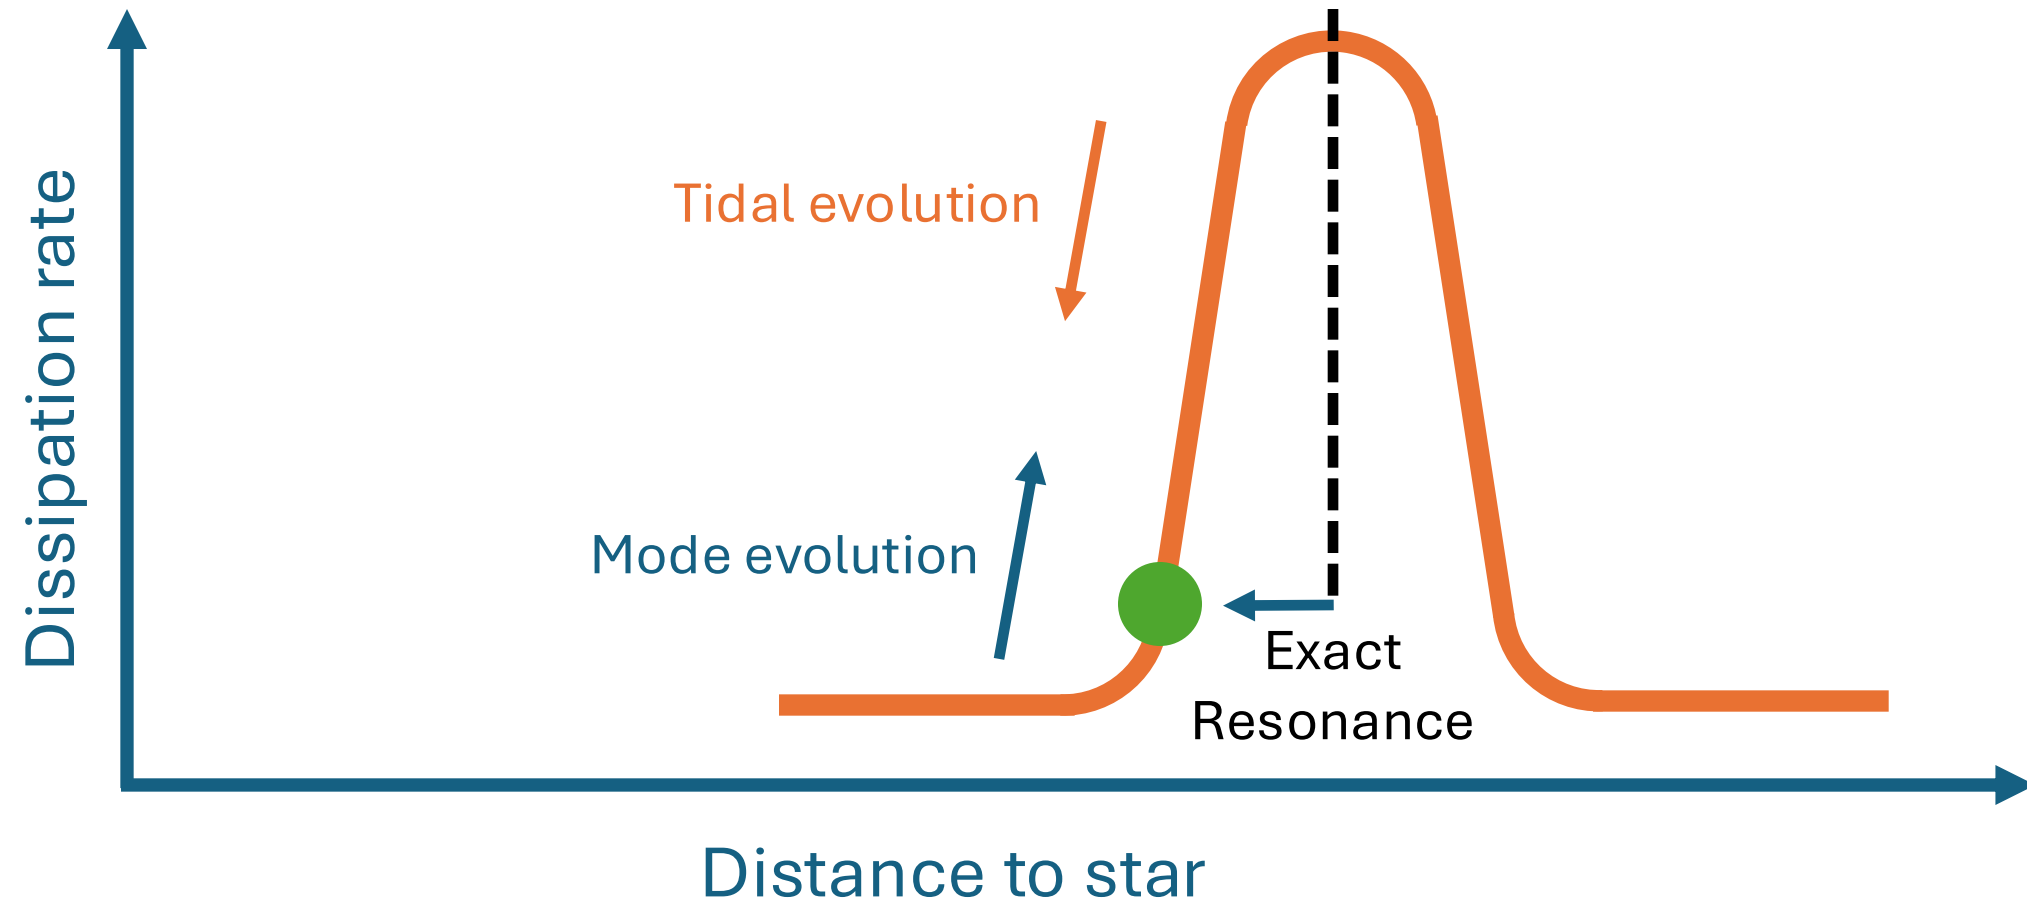 Dissipation rate
Tidal evolution
Mode evolution
Exact
Resonance
Distance to star